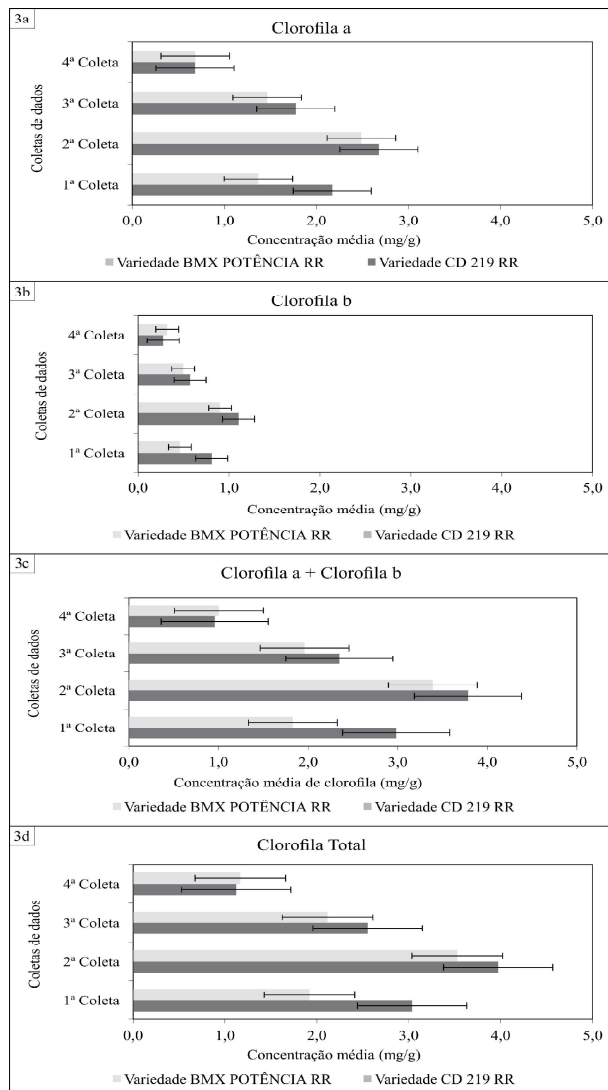 3a
Clorofila a
Coletas de dados
4ª Coleta
3ª Coleta
2ª Coleta
1ª Coleta
0,0 1,0 2,0 3,0 4,0 5,0
Concentração média (mg/g)
Variedade BMX POTÊNCIA RR Variedade CD 219 RR
3b
Clorofila b
Coletas de dados
4ª Coleta
3ª Coleta
2ª Coleta
1ª Coleta
0,0 1,0 2,0 3,0 4,0 5,0
Variedade BMX POTÊNCIA RR Variedade CD 219 RR
3c
Clorofila a + Clorofila b
Coletas de dados
4ª Coleta
3ª Coleta
2ª Coleta
1ª Coleta
0,0 1,0 2,0 3,0 4,0 5,0
Concentração média de clorofila (mg/g)
Variedade BMX POTÊNCIA RR Variedade CD 219 RR
3d
Clorofila Total
Coletas de dados
4ª Coleta
3ª Coleta
2ª Coleta
1ª Coleta
0,0 1,0 2,0 3,0 4,0 5,0
Variedade BMX POTÊNCIA RR Variedade CD 219 RR